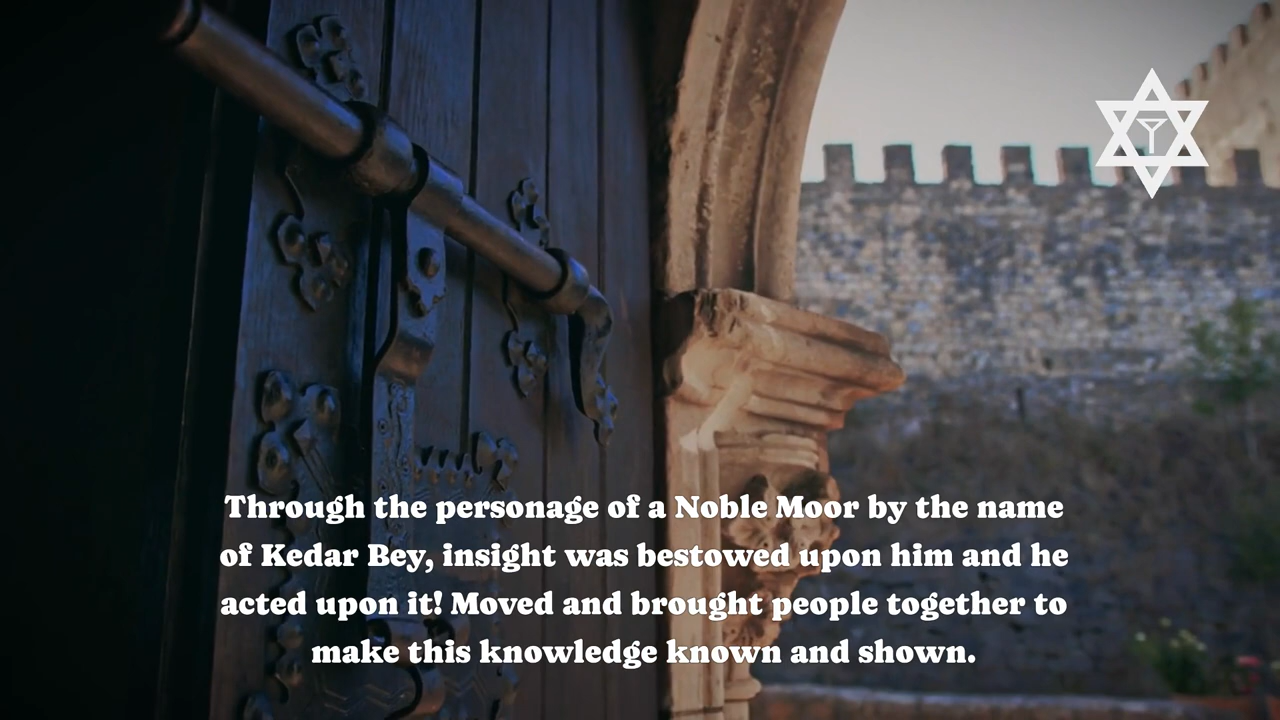 Through the personage of a Noble Moor by the name
of Kedar Bey, insight was bestowed upon him and he
acted upon it! Moved and brought people together to
make this knowledge known and shown.